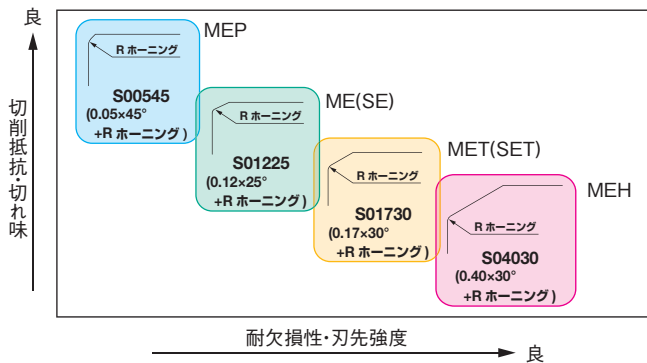 良
切削抵抗・切れ味
MEP
R ホーニング
S00545
(0.05×45°
+R ホーニング)
ME(SE)
R ホーニング
S01225
(0.12×25°
+R ホーニング)
MET(SET)
R ホーニング
S01730
(0.17×30°
+R ホーニング)
MEH
R ホーニング
S04030
(0.40×30°
+R ホーニング)
耐欠損性・刃先強度
良